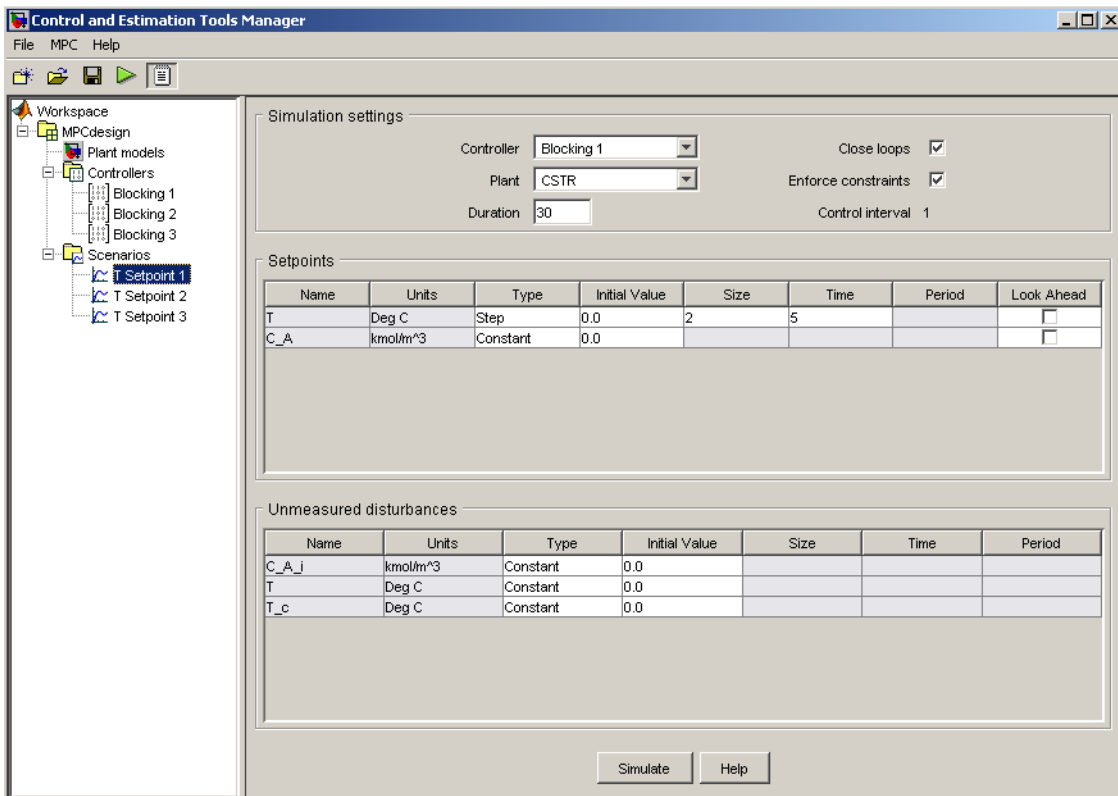 Control and Estimation Tools Manager
File MPC Help
Workspace
MPCdesign
Plant models
Controllers
Blocking 1
Blocking 2
Blocking 3
Scenarios
T Setpoint 1
T Setpoint 2
T Setpoint 3
Simulation settings
Controller Blocking 1 Close loops
Plant CSTR Enforce constraints
Duration 30 Control interval 1
Setpoints
Name Units Type Initial Value Size Time Period Look Ahead
T Deg C Step 0.0 2 5
C_A kmol/m^3 Constant 0.0
Unmeasured disturbances
Name Units Type Initial Value Size Time Period
C_A_i kmol/m^3 Constant 0.0
T Deg C Constant 0.0
T_c Deg C Constant 0.0
Simulate Help